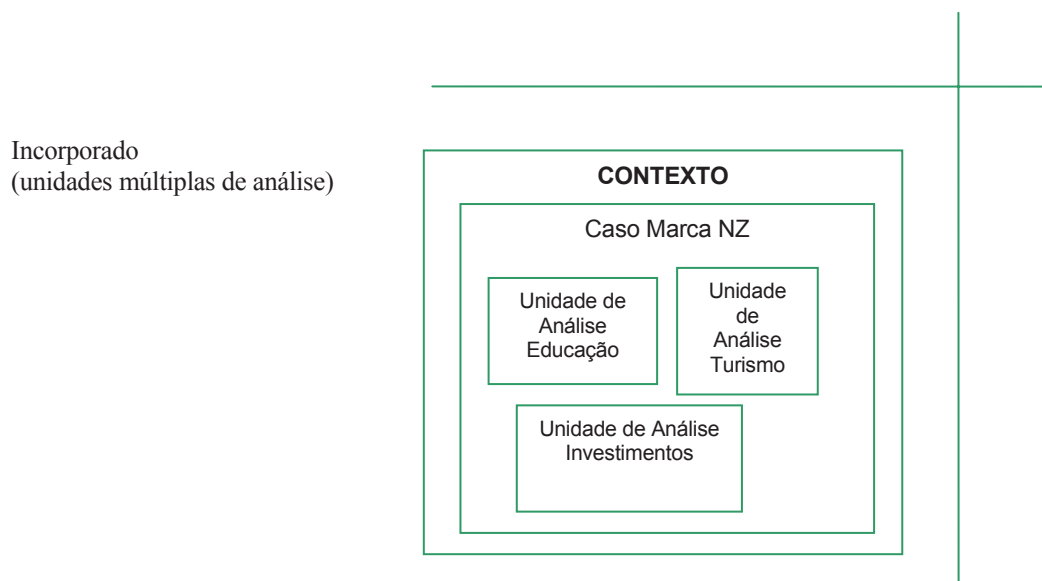 Incorporado
(unidades múltiplas de análise)
CONTEXTO
Caso Marca NZ
Unidade de
Análise
Educação
Unidade
de
Análise
Turismo
Unidade de Análise
Investimentos